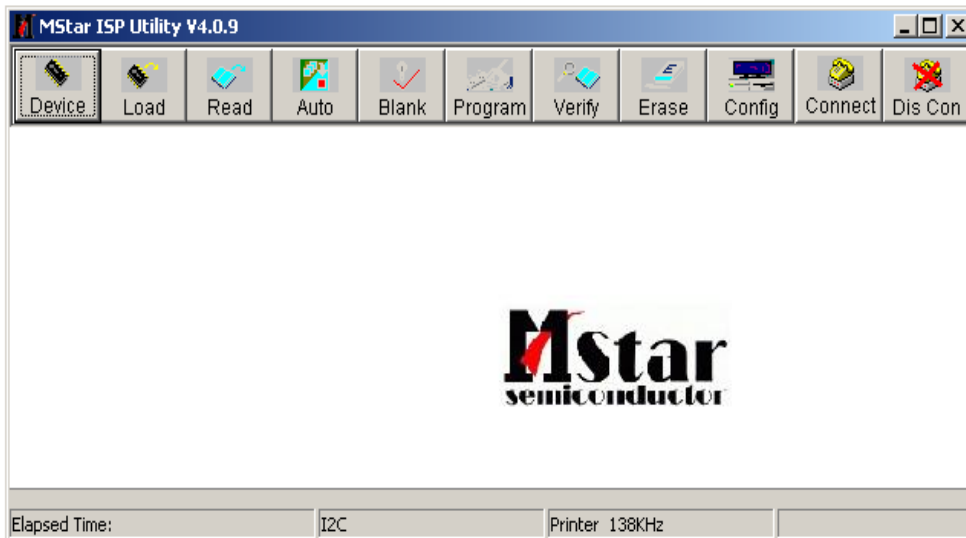 MStar ISP Utility V4.0.9
Device Load Read Auto Blank Program Verify Erase Config Connect Dis Con
Mstar
semiconductor
Elapsed Time: I2C Printer 138KHz